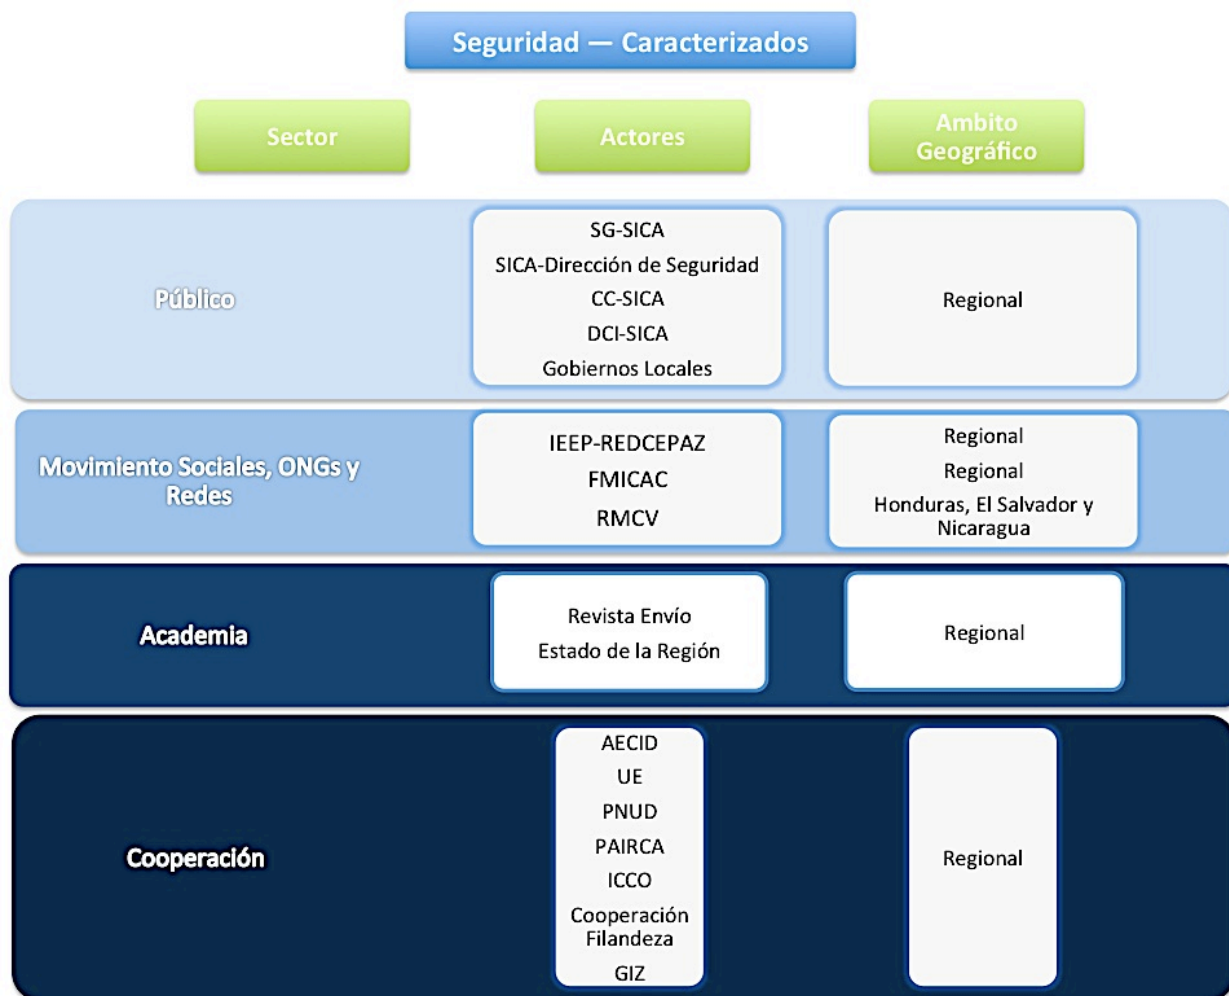 Seguridad — Caracterizados
Sector
Actores
Ambito
Geográfico
Público
SG-SICA
SICA-Dirección de Seguridad
CC-SICA
DCI-SICA
Gobiernos Locales
Regional
Movimiento Sociales, ONGs y
Redes
IEEP-REDCEPAZ
FMICAC
RMCV
Regional
Regional
Honduras, El Salvador y
Nicaragua
Academia
Revista Envío
Estado de la Región
Regional
Cooperación
AECID
UE
PNUD
PAIRCA
ICCO
Cooperación
Filandeza
GIZ
Regional